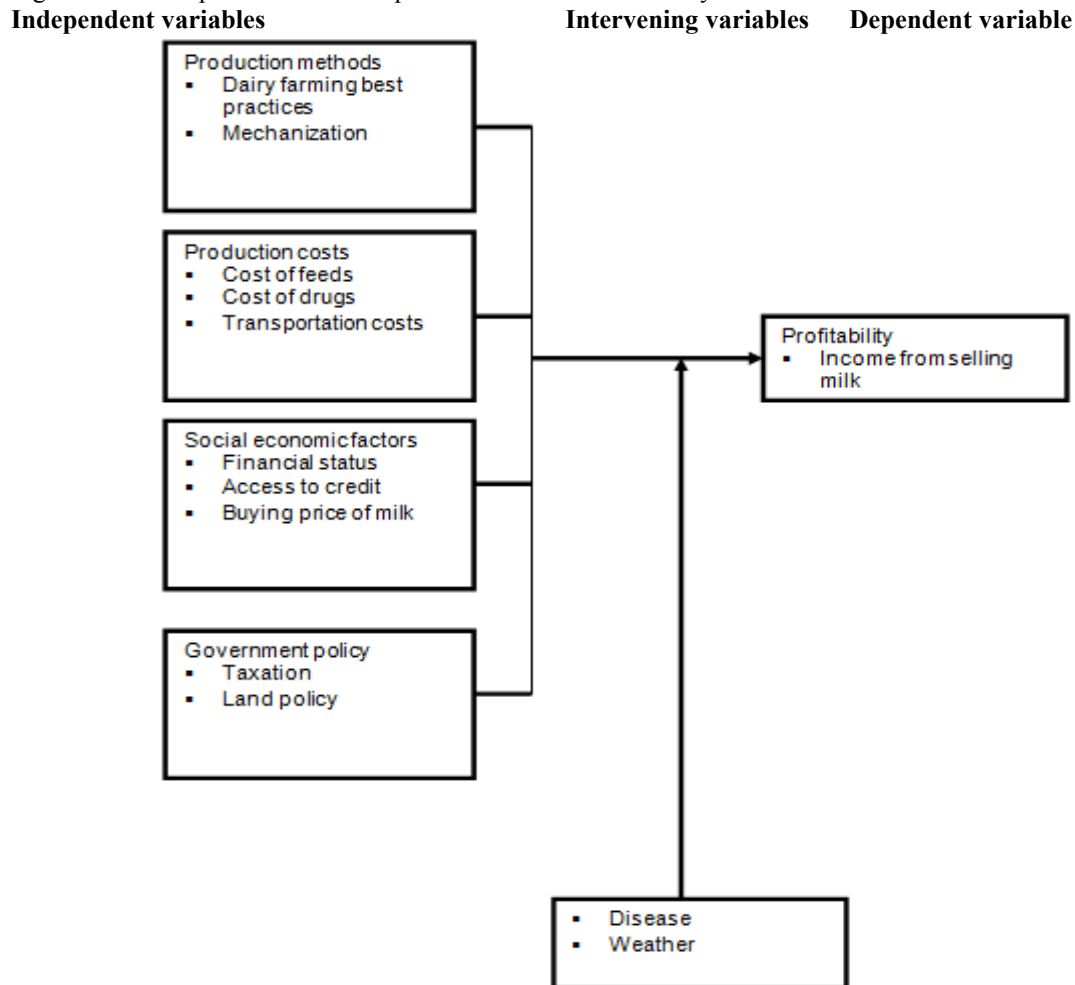 Independent variables Intervening variables Dependent variable
Production methods
▪ Dairy farming best
practices
▪ Mechanization
Production costs
▪ Cost of feeds
▪ Cost of drugs
▪ Transportation costs
Social economic factors
▪ Financial status
▪ Access to credit
▪ Buying price of milk
Government policy
▪ Taxation
▪ Land policy
Profitability
▪ Income from selling
milk
▪ Disease
▪ Weather